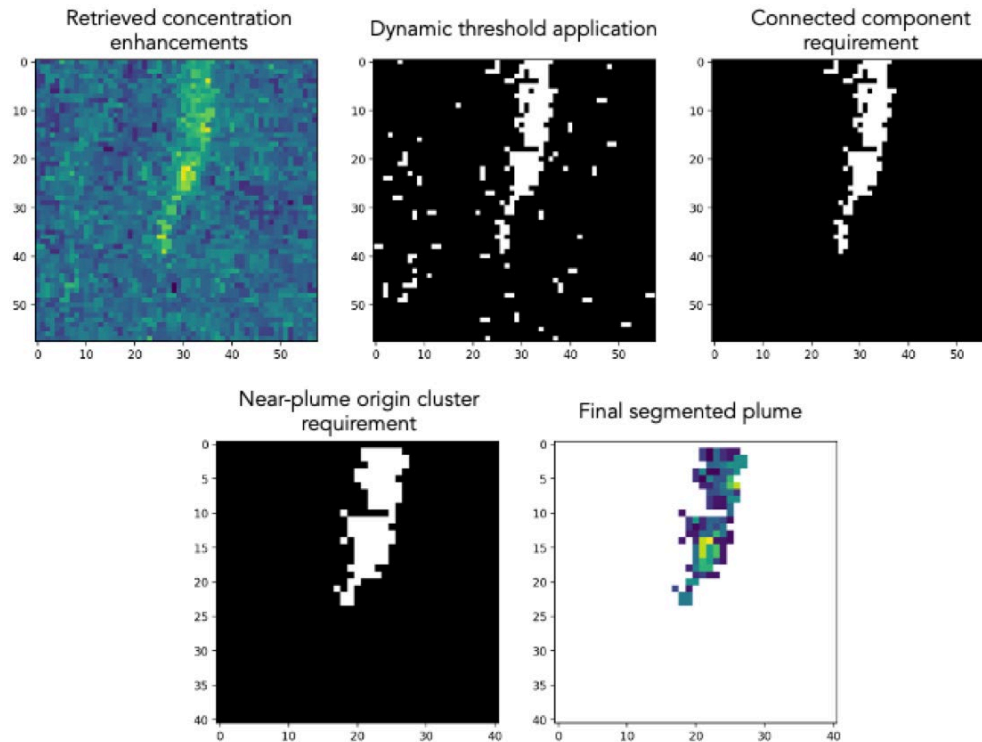 Retrieved concentration
enhancements
Dynamic threshold application
Connected component
requirement
0
10
20
30
40
50
0 10 20 30 40 50
0
10
20
30
40
50
0 10 20 30 40 50
0
10
20
30
40
50
0 10 20 30 40 50
Near-plume origin cluster
requirement
Final segmented plume
0
5
10
15
20
25
30
35
40
0 10 20 30 40
0
5
10
15
20
25
30
35
40
0 10 20 30 40